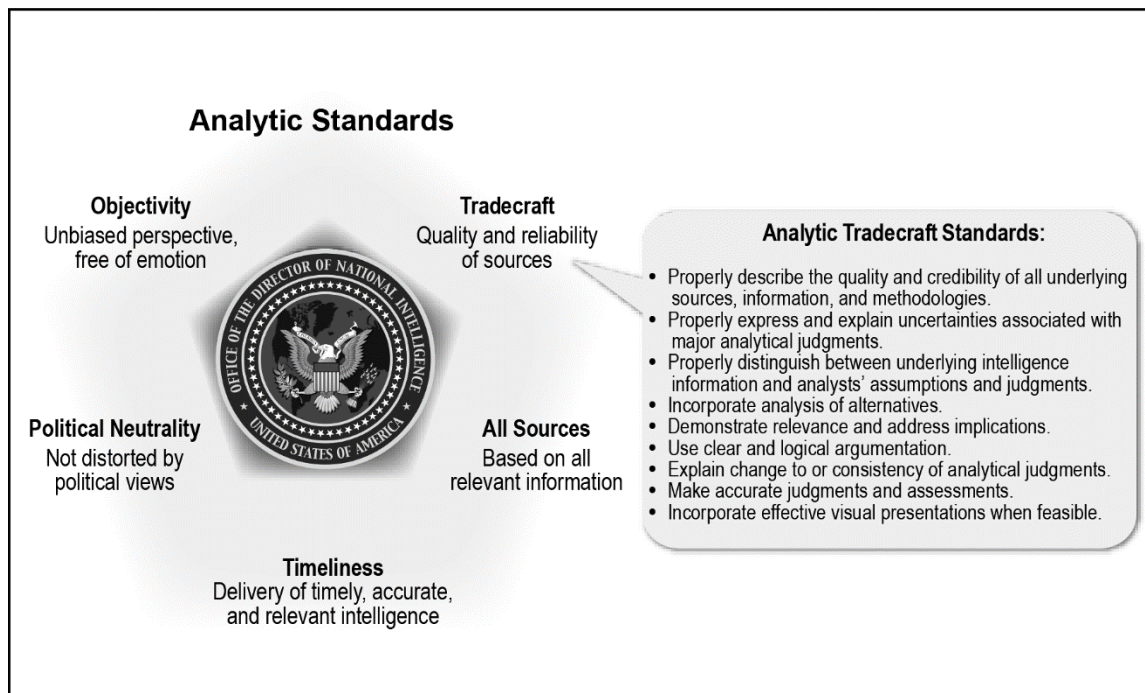 Analytic Standards
Objectivity
Unbiased perspective,
free of emotion
Tradecraft
Quality and reliability
of sources
OFFICE OF THE DIRECTOR OF NATIONAL INTELLIGENCE
UNITED STATES OF AMERICA
Political Neutrality
Not distorted by
political views
All Sources
Based on all
relevant information
Timeliness
Delivery of timely, accurate,
and relevant intelligence
Analytic Tradecraft Standards:
• Properly describe the quality and credibility of all underlying
sources, information, and methodologies.
• Properly express and explain uncertainties associated with
major analytical judgments.
• Properly distinguish between underlying intelligence
information and analysts’ assumptions and judgments.
• Incorporate analysis of alternatives.
• Demonstrate relevance and address implications.
• Use clear and logical argumentation.
• Explain change to or consistency of analytical judgments.
• Make accurate judgments and assessments.
• Incorporate effective visual presentations when feasible.